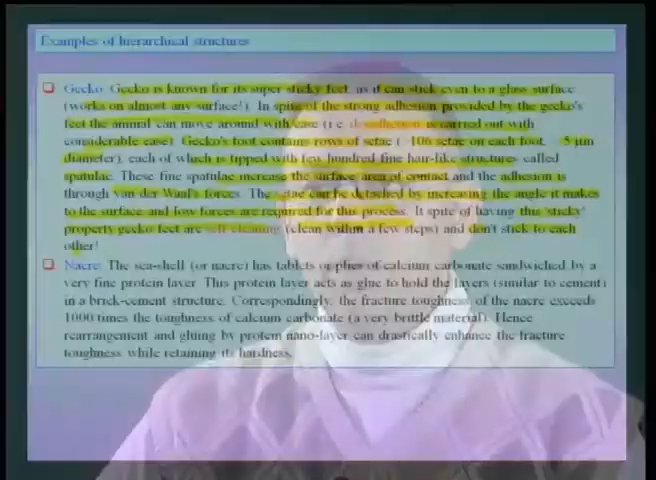 Examples of hierarchical structures
Gecko: Gecko is known for its super sticky feet, as it can stick even to a glass surface
(works on almost any surface!). In spite of the strong adhesion provided by the gecko's
feet the animal can move around with ease (i.e. deadhesion is carried out with
considerable ease). Gecko's foot contains rows of setae (~106 setae on each foot, ~5 μm
diameter), each of which is tipped with few hundred fine hair-like structures called
spatulae. These fine spatulae increase the surface area of contact and the adhesion is
through van der Waal's forces. The setae can be detached by increasing the angle it makes
to the surface and low forces are required for this process. It spite of having this 'sticky'
property gecko feet are self cleaning (clean within a few steps) and don't stick to each
other!
Nacre: The sea-shell (or nacre) has tablets or plies of calcium carbonate sandwiched by a
very fine protein layer. This protein layer acts as glue to hold the layers (similar to cement)
in a brick-cement structure. Correspondingly, the fracture toughness of the nacre exceeds
1000 times the toughness of calcium carbonate (a very brittle material). Hence
rearrangement and gluing by protein nano-layer can drastically enhance the fracture
toughness while retaining its hardness.